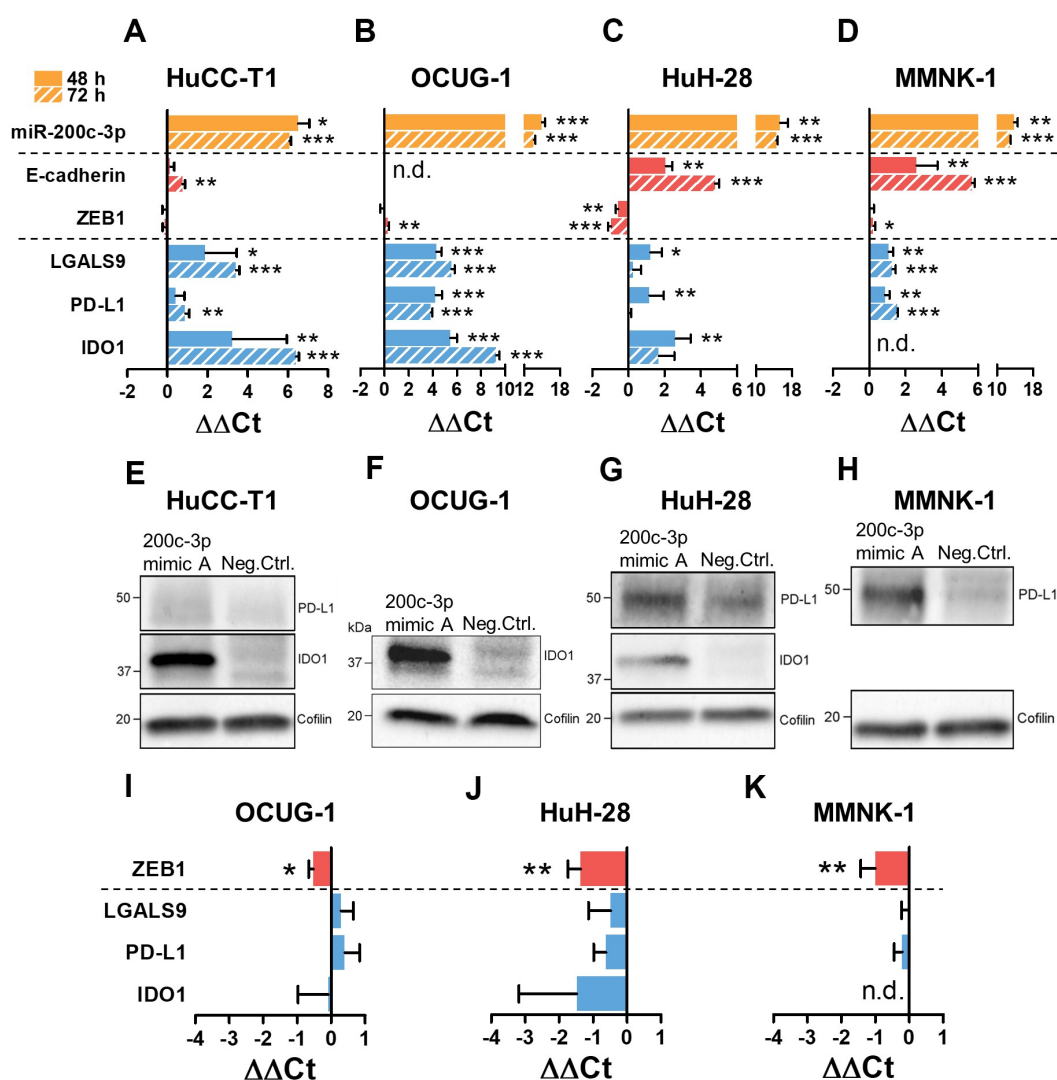 A B C D
HuCC-T1 OCUG-1 HuH-28 MMNK-1
48 h
72 h
miR-200c-3p * *** *** *** ** *** ** ***
E-cadherin ** n.d. ** *** ** ***
ZEB1 ** ** *** *
LGALS9 * *** *** *** * ** ***
PD-L1 ** *** *** ** ** ***
IDO1 ** *** *** *** ** n.d.
-2 0 2 4 6 8 -2 0 2 4 6 8 10 12 18 -2 0 2 4 6 10 18 -2 0 2 4 6 10 18
ΔΔCt ΔΔCt ΔΔCt ΔΔCt
E F G H
HuCC-T1 OCUG-1 HuH-28 MMNK-1
200c-3p
mimic A Neg.Ctrl.
50 PD-L1
IDO1
37
20 Cofilin
200c-3p
kDa mimic A Neg.Ctrl.
37 IDO1
20 Cofilin
200c-3p
mimic A Neg.Ctrl.
50 PD-L1
IDO1
37
20 Cofilin
200c-3p
mimic A Neg.Ctrl.
50 PD-L1
20 Cofilin
I J K
OCUG-1 HuH-28 MMNK-1
ZEB1 * ** **
LGALS9
PD-L1
IDO1 n.d.
-4 -3 -2 -1 0 1 -4 -3 -2 -1 0 1 -4 -3 -2 -1 0 1
ΔΔCt ΔΔCt ΔΔCt